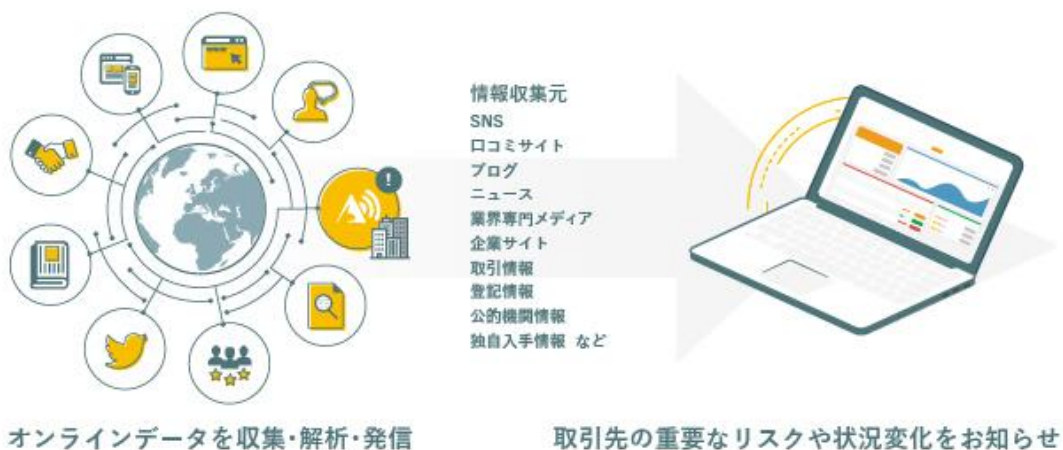 情報収集元
SNS
口コミサイト
ブログ
ニュース
業界専門メディア
企業サイト
取引情報
登記情報
公的機関情報
独自入手情報 など
オンラインデータを収集･解析･発信
取引先の重要なリスクや状況変化をお知らせ